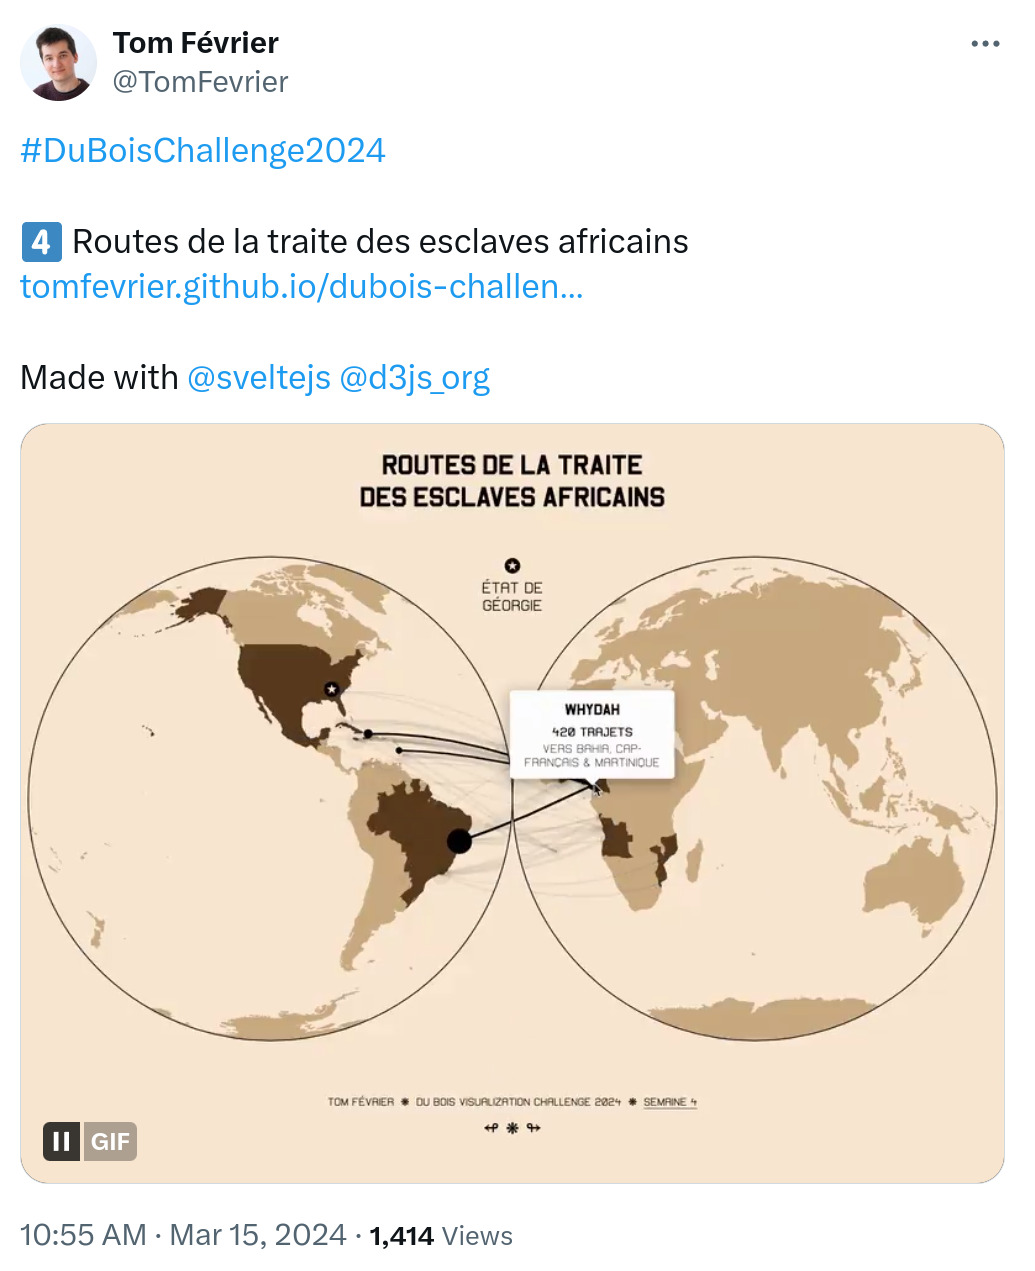 Tom Février
@TomFevrier
#DuBoisChallenge2024
4 Routes de la traite des esclaves africains
tomfevrier.github.io/dubois-challen...
Made with @sveltejs @d3js_org
ROUTES DE LA TRAITE
DES ESCLAVES AFRICAINS
ÉTAT DE
GÉORGIE
WHYDAH
420 TRAJETS
VERS BAHIA, CAP-
FRANÇAIS & MARTINIQUE
TOM FÉVRIER ✷ DU BOIS VISUALIZATION CHALLENGE 2024 ✷ SEMAINE 4
GIF
10:55 AM · Mar 15, 2024 · 1,414 Views